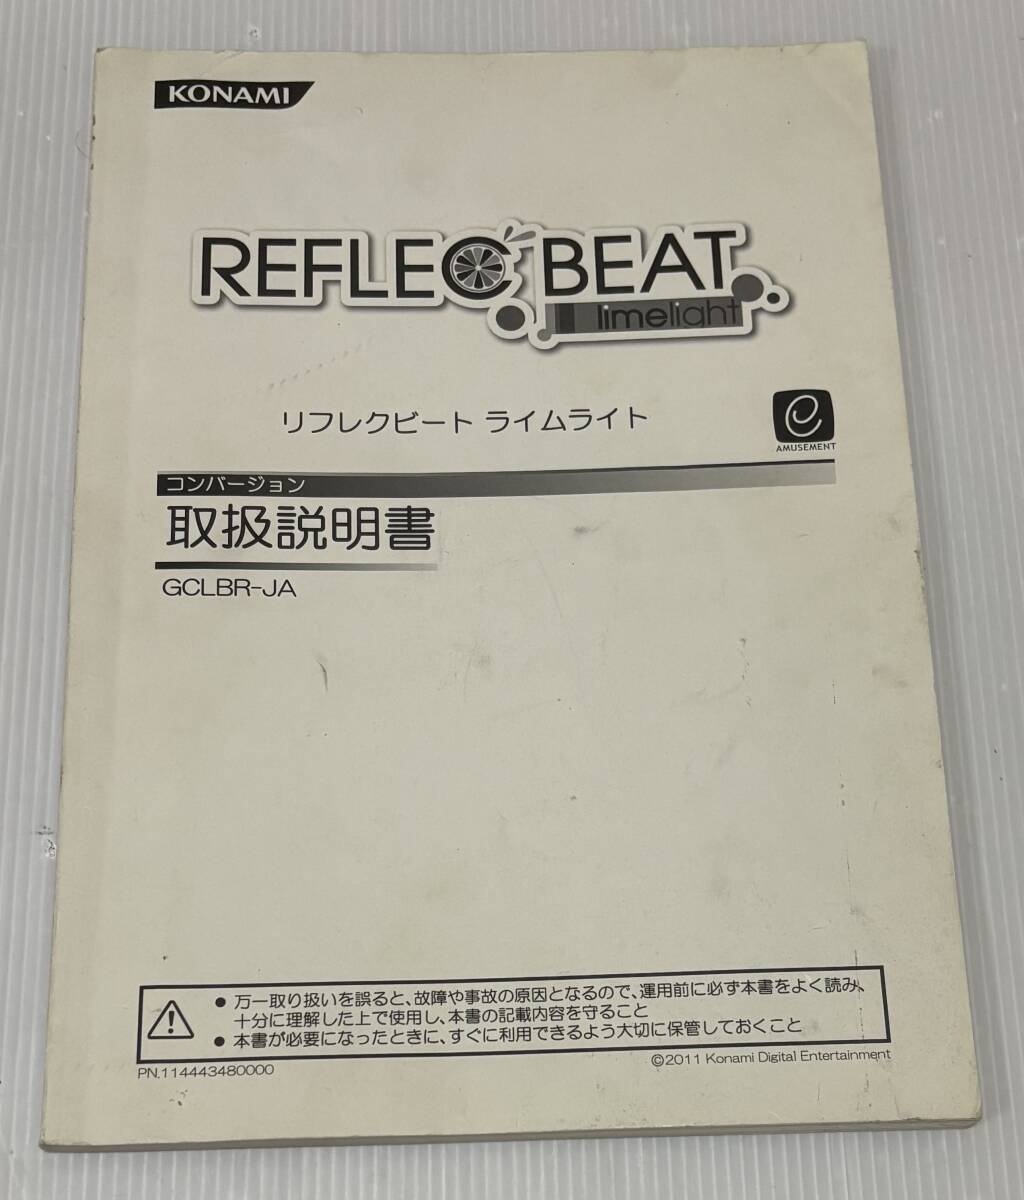 KONAMI
REFLEC BEAT
limelight
リフレクビート ライムライト
e
AMUSEMENT
コンバージョン
取扱説明書
GCLBR-JA
● 万一取り扱いを誤ると、故障や事故の原因となるので、運用前に必ず本書をよく読み、
十分に理解した上で使用し、本書の記載内容を守ること
● 本書が必要になったときに、すぐに利用できるよう大切に保管しておくこと
PN.114443480000
©2011 Konami Digital Entertainment